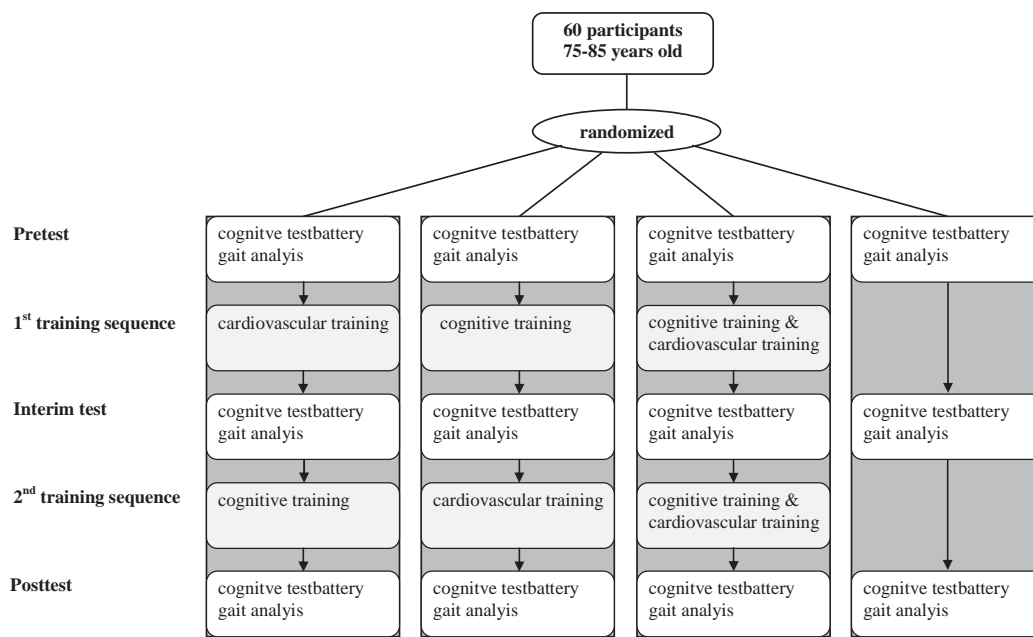 60 participants
75-85 years old
randomized
Pretest
cognitve testbattery
gait analyis
cognitve testbattery
gait analyis
cognitve testbattery
gait analyis
cognitve testbattery
gait analyis
1st training sequence
cardiovascular training
cognitive training
cognitive training &
cardiovascular training
Interim test
cognitve testbattery
gait analyis
cognitve testbattery
gait analyis
cognitve testbattery
gait analyis
cognitve testbattery
gait analyis
2nd training sequence
cognitive training
cardiovascular training
cognitive training &
cardiovascular training
Posttest
cognitve testbattery
gait analyis
cognitve testbattery
gait analyis
cognitve testbattery
gait analyis
cognitve testbattery
gait analyis